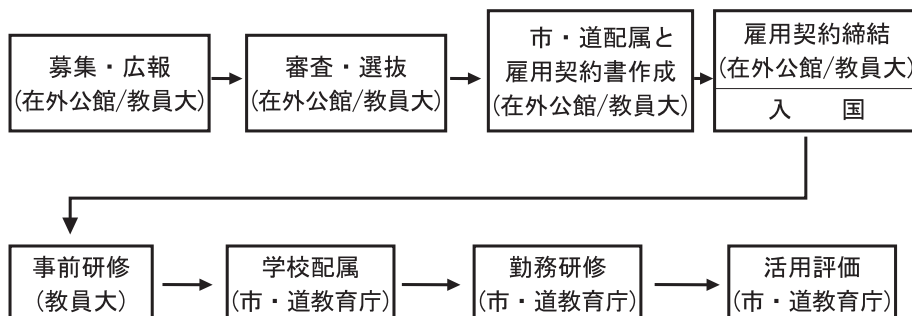 募集・広報
(在外公館/教員大)
審査・選抜
(在外公館/教員大)
市・道配属と
雇用契約書作成
(在外公館/教員大)
雇用契約締結
(在外公館/教員大)
入　国
事前研修
(教員大)
学校配属
(市・道教育庁)
勤務研修
(市・道教育庁)
活用評価
(市・道教育庁)